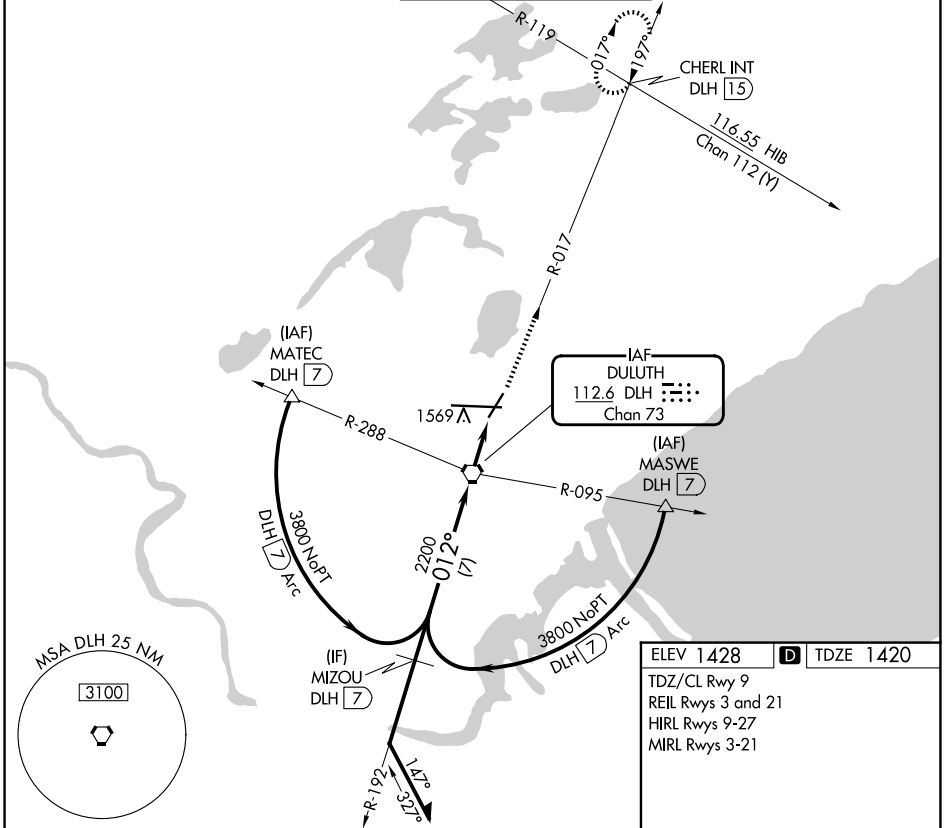 R-119
017°
197°
CHERL INT
DLH 15
116.55 HIB
Chan 112 (Y)
R-017
(IAF)
MATEC
DLH 7
R-288
1569
IAF
DULUTH
112.6 DLH
Chan 73
(IAF)
MASWE
DLH 7
R-095
3800 NoPT
DLH 7 Arc
2200
012°
(7)
3800 NoPT
DLH 7 Arc
(IF)
MIZOU
DLH 7
R-192
147°
327°
MSA DLH 25 NM
3100
ELEV 1428 D TDZE 1420
TDZ/CL Rwy 9
REIL Rwys 3 and 21
HIRL Rwys 9-27
MIRL Rwys 3-21